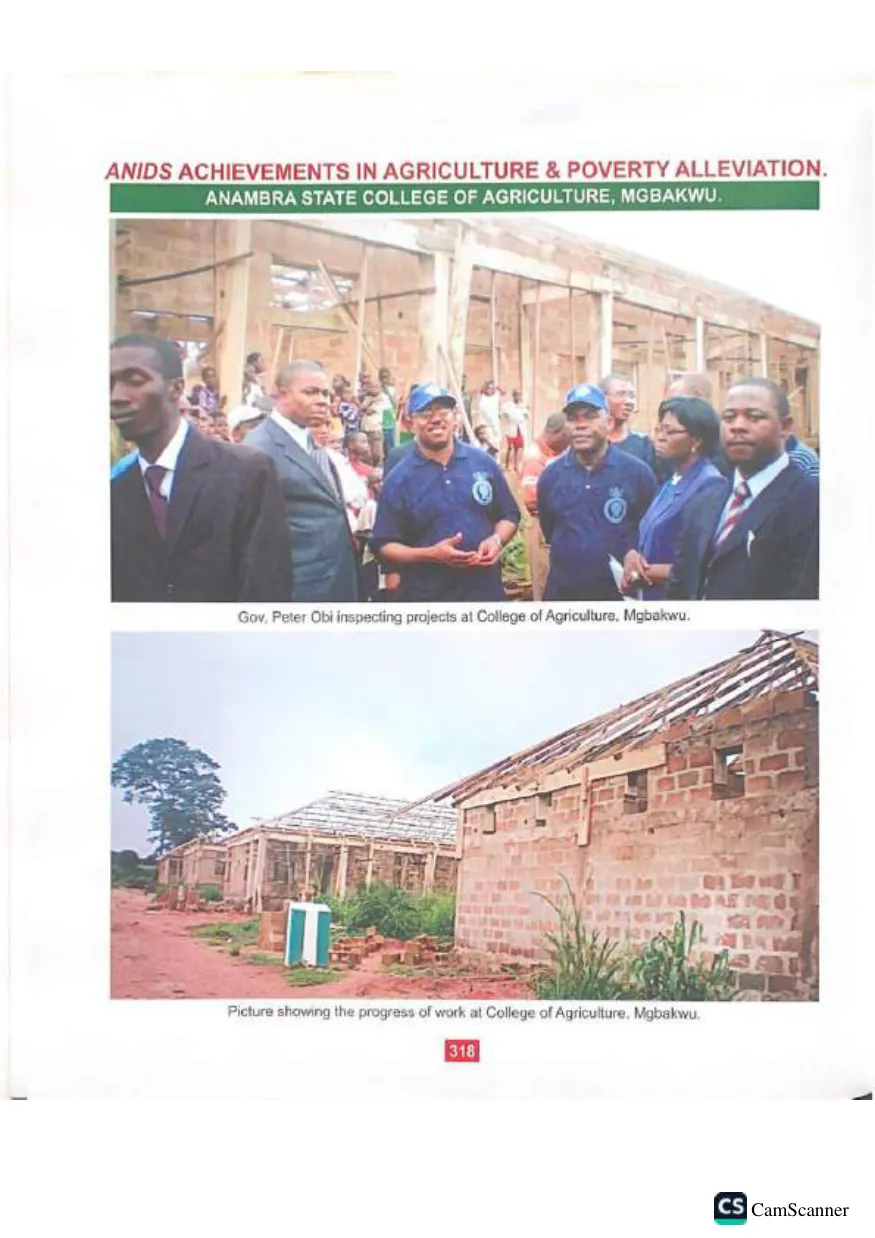 ANIDS ACHIEVEMENTS IN AGRICULTURE & POVERTY ALLEVIATION.
ANAMBRA STATE COLLEGE OF AGRICULTURE, MGBAKWU.
Gov, Peter Obi inspecting projects at College of Agriculture, Mgbakwu.
Picture showing the progress of work at College of Agriculture, Mgbakwu.
318
CS CamScanner